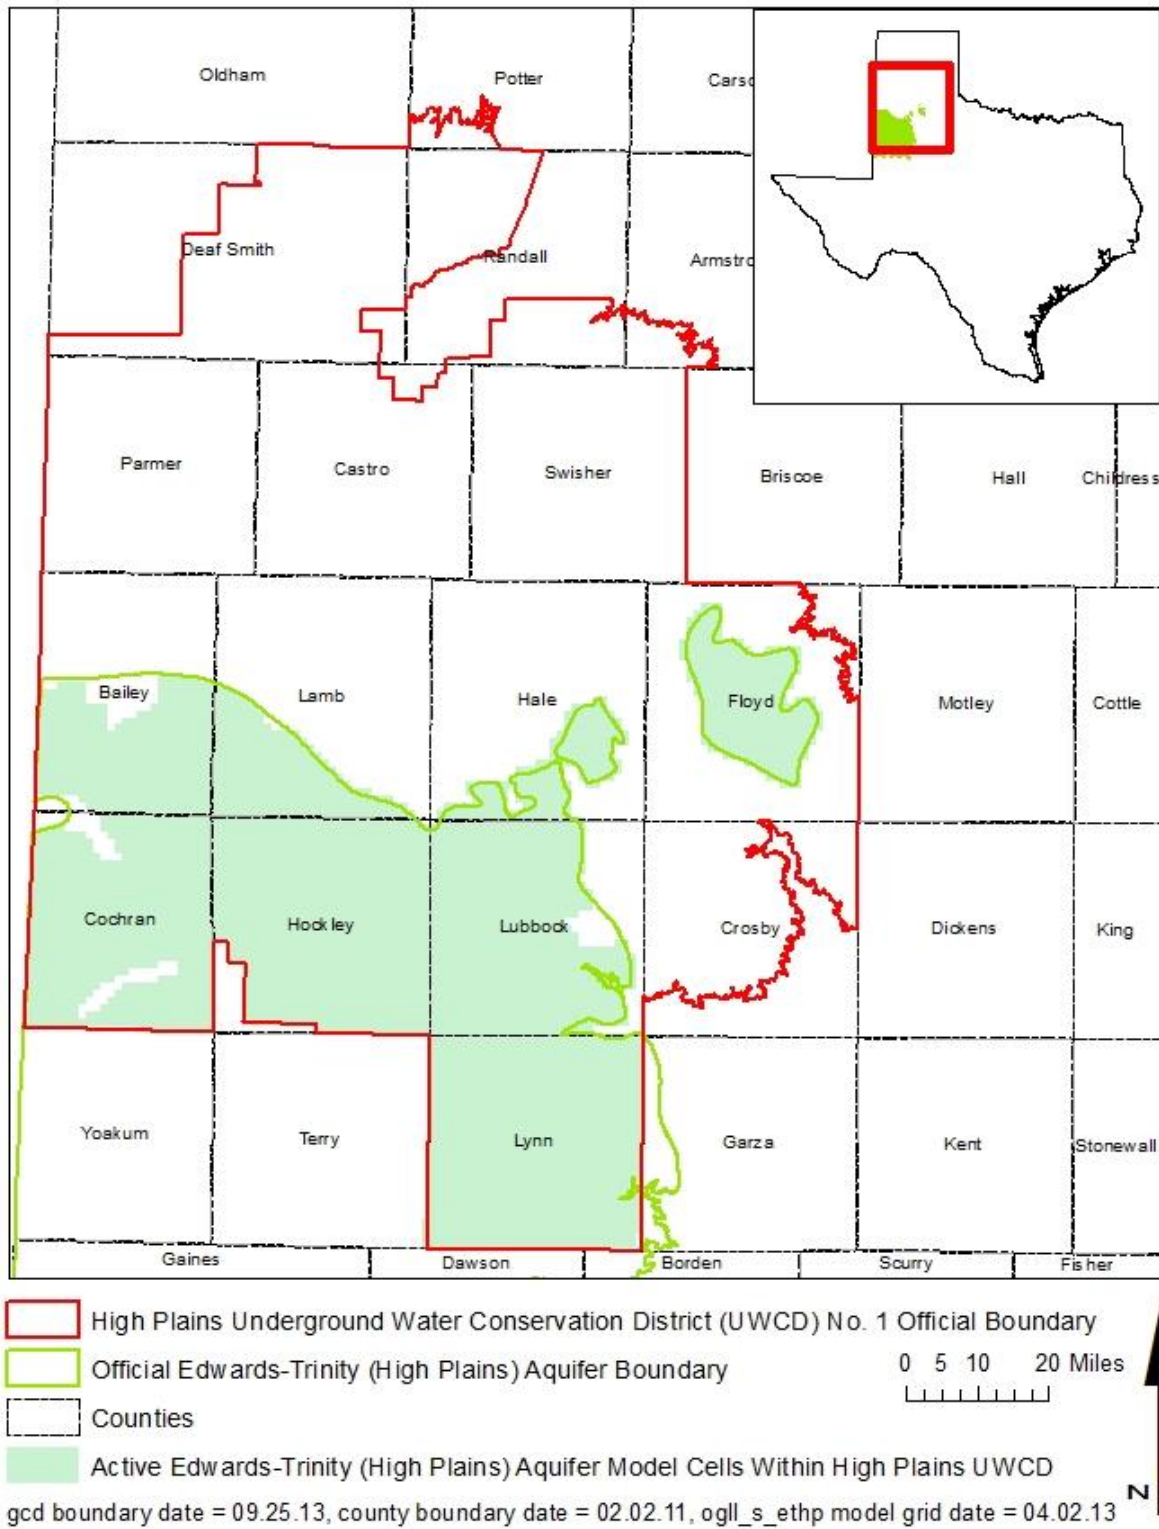 Oldham
Potter
Carsc
Deaf Smith
Randall
Armstrc
Parmer
Castro
Swisher
Briscoe
Hall
Childress
Bailey
Lamb
Hale
Floyd
Motley
Cottle
Cochran
Hockley
Lubbock
Crosby
Dickens
King
Yoakum
Terry
Lynn
Garza
Kent
Stonewall
Gaines
Dawson
Borden
Scurry
Fisher
High Plains Underground Water Conservation District (UWCD) No. 1 Official Boundary
Official Edwards-Trinity (High Plains) Aquifer Boundary
0 5 10 20 Miles
Counties
Active Edwards-Trinity (High Plains) Aquifer Model Cells Within High Plains UWCD
N
gcd boundary date = 09.25.13, county boundary date = 02.02.11, ogll_s_ethp model grid date = 04.02.13